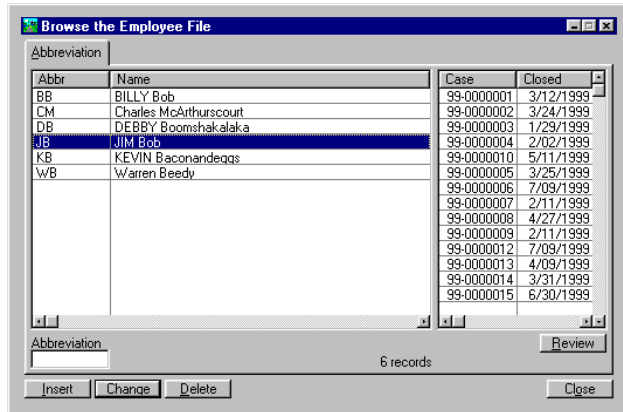 Browse the Employee File
Abbreviation
Abbr Name
BB BILLY Bob
CM Charles McArthurscourt
DB DEBBY Boomshakalaka
JB JIM Bob
KB KEVIN Baconandeggs
WB Warren Beedy
Case Closed
99-0000001 3/12/1999
99-0000002 3/24/1999
99-0000003 1/29/1999
99-0000004 2/02/1999
99-0000010 5/11/1999
99-0000005 3/25/1999
99-0000006 7/09/1999
99-0000007 2/11/1999
99-0000008 4/27/1999
99-0000009 2/11/1999
99-0000012 7/09/1999
99-0000013 4/09/1999
99-0000014 3/31/1999
99-0000015 6/30/1999
Abbreviation
6 records
Review
Insert Change Delete Close